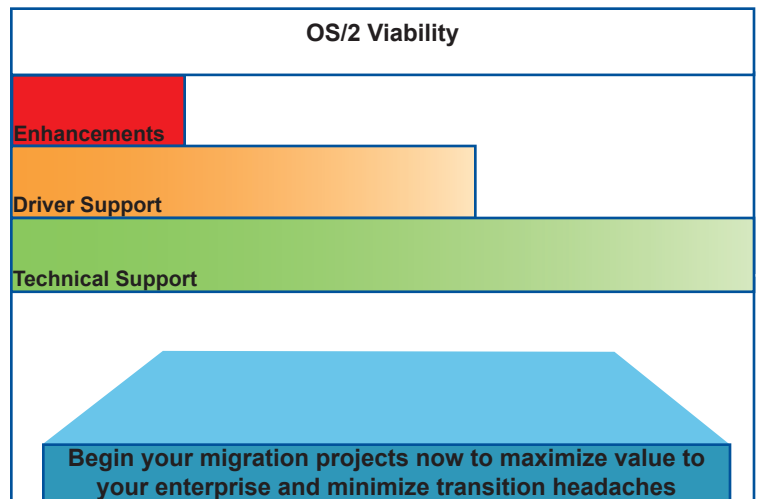 OS/2 Viability
Enhancements
Driver Support
Technical Support
Begin your migration projects now to maximize value to
your enterprise and minimize transition headaches